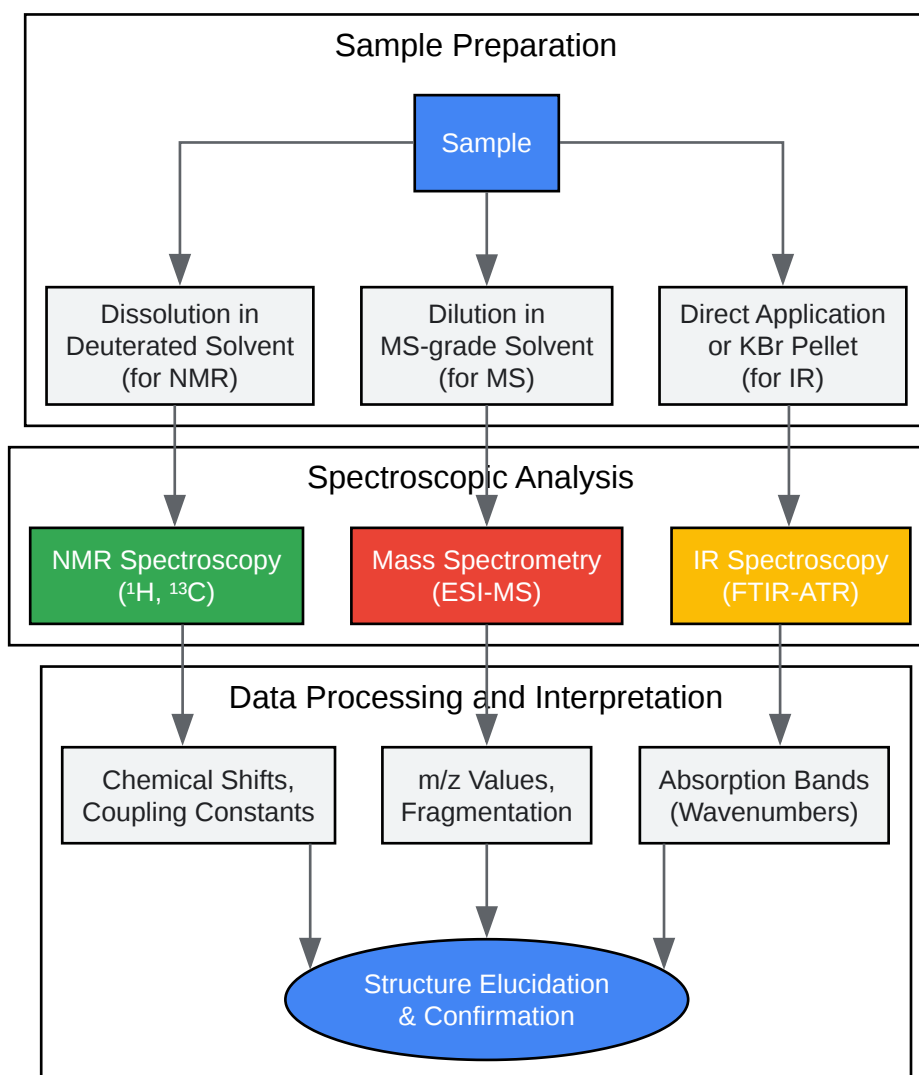 Sample Preparation
Sample
Dissolution in
Deuterated Solvent
(for NMR)
Dilution in
MS-grade Solvent
(for MS)
Direct Application
or KBr Pellet
(for IR)
Spectroscopic Analysis
NMR Spectroscopy
(¹H, ¹³C)
Mass Spectrometry
(ESI-MS)
IR Spectroscopy
(FTIR-ATR)
Data Processing and Interpretation
Chemical Shifts,
Coupling Constants
m/z Values,
Fragmentation
Absorption Bands
(Wavenumbers)
Structure Elucidation
& Confirmation